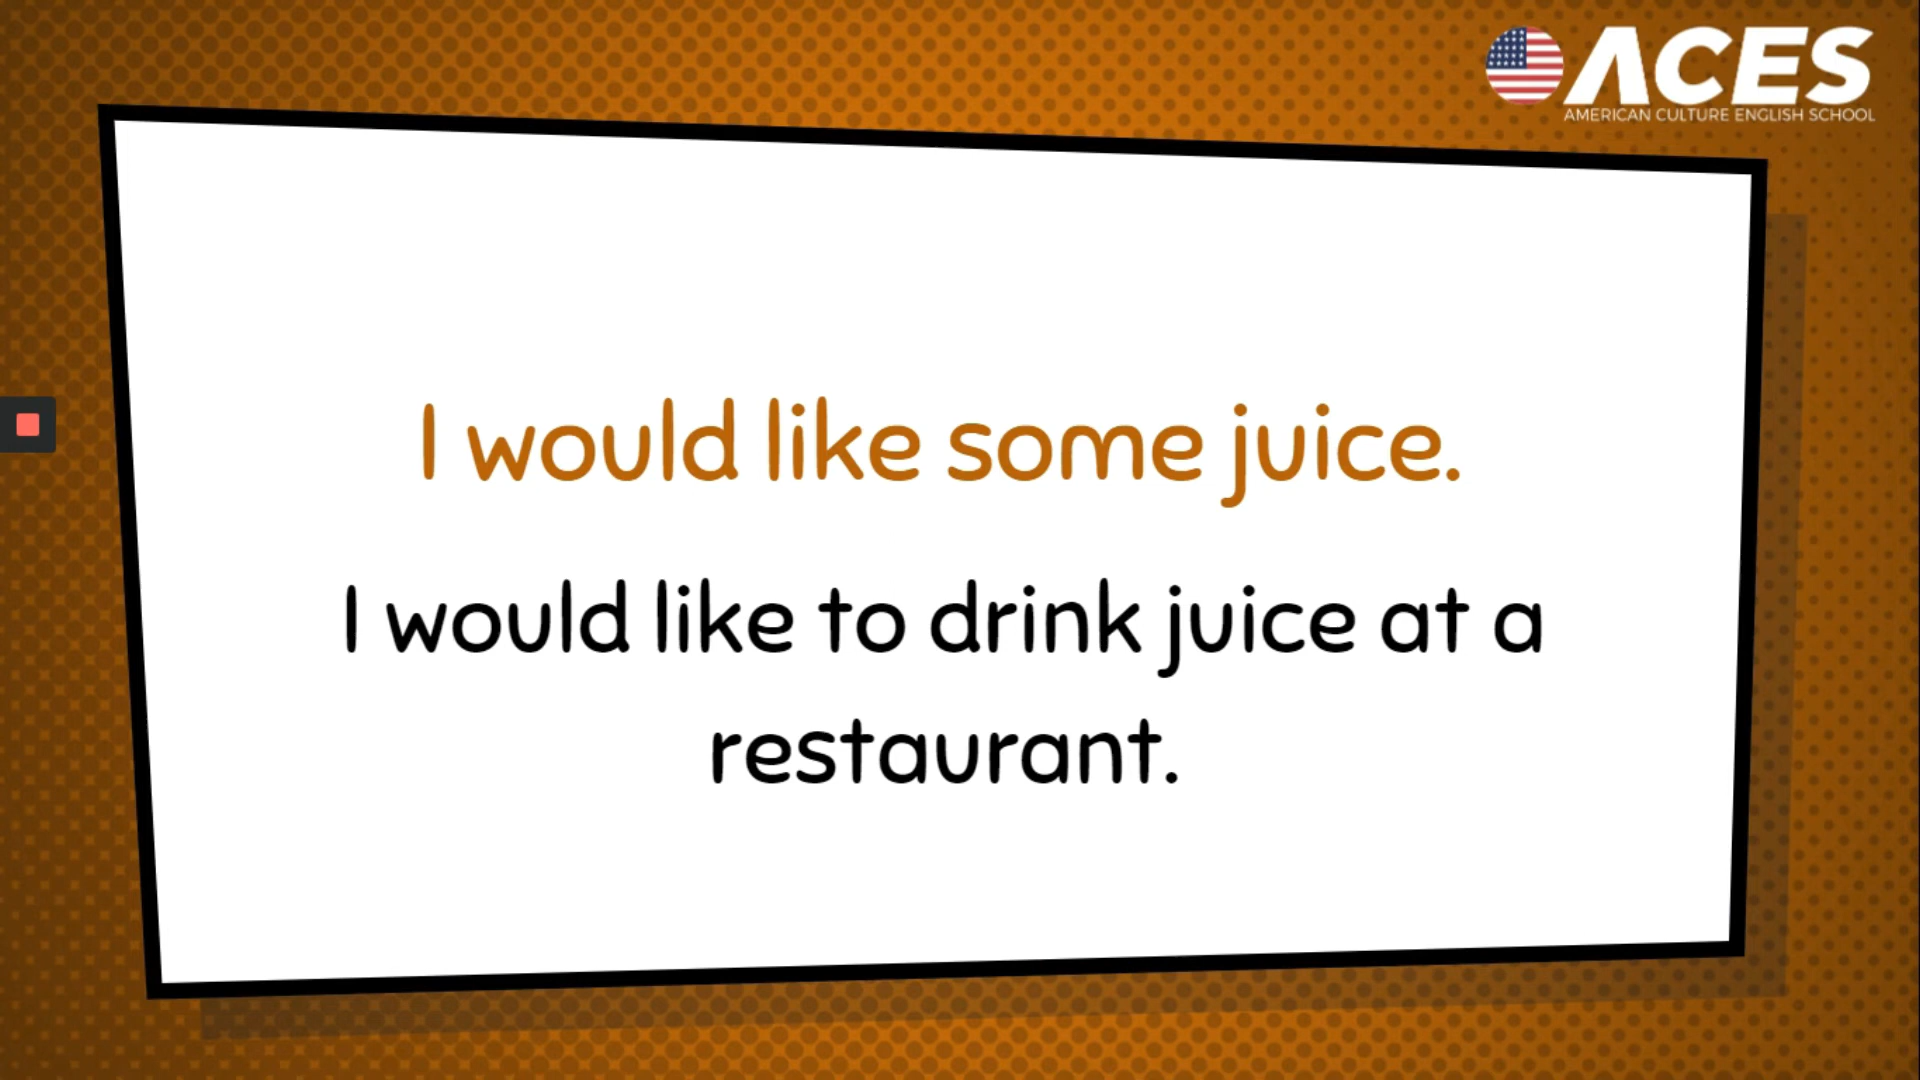 ACES
AMERICAN CULTURE ENGLISH SCHOOL
I would like some juice.
I would like to drink juice at a
restaurant.